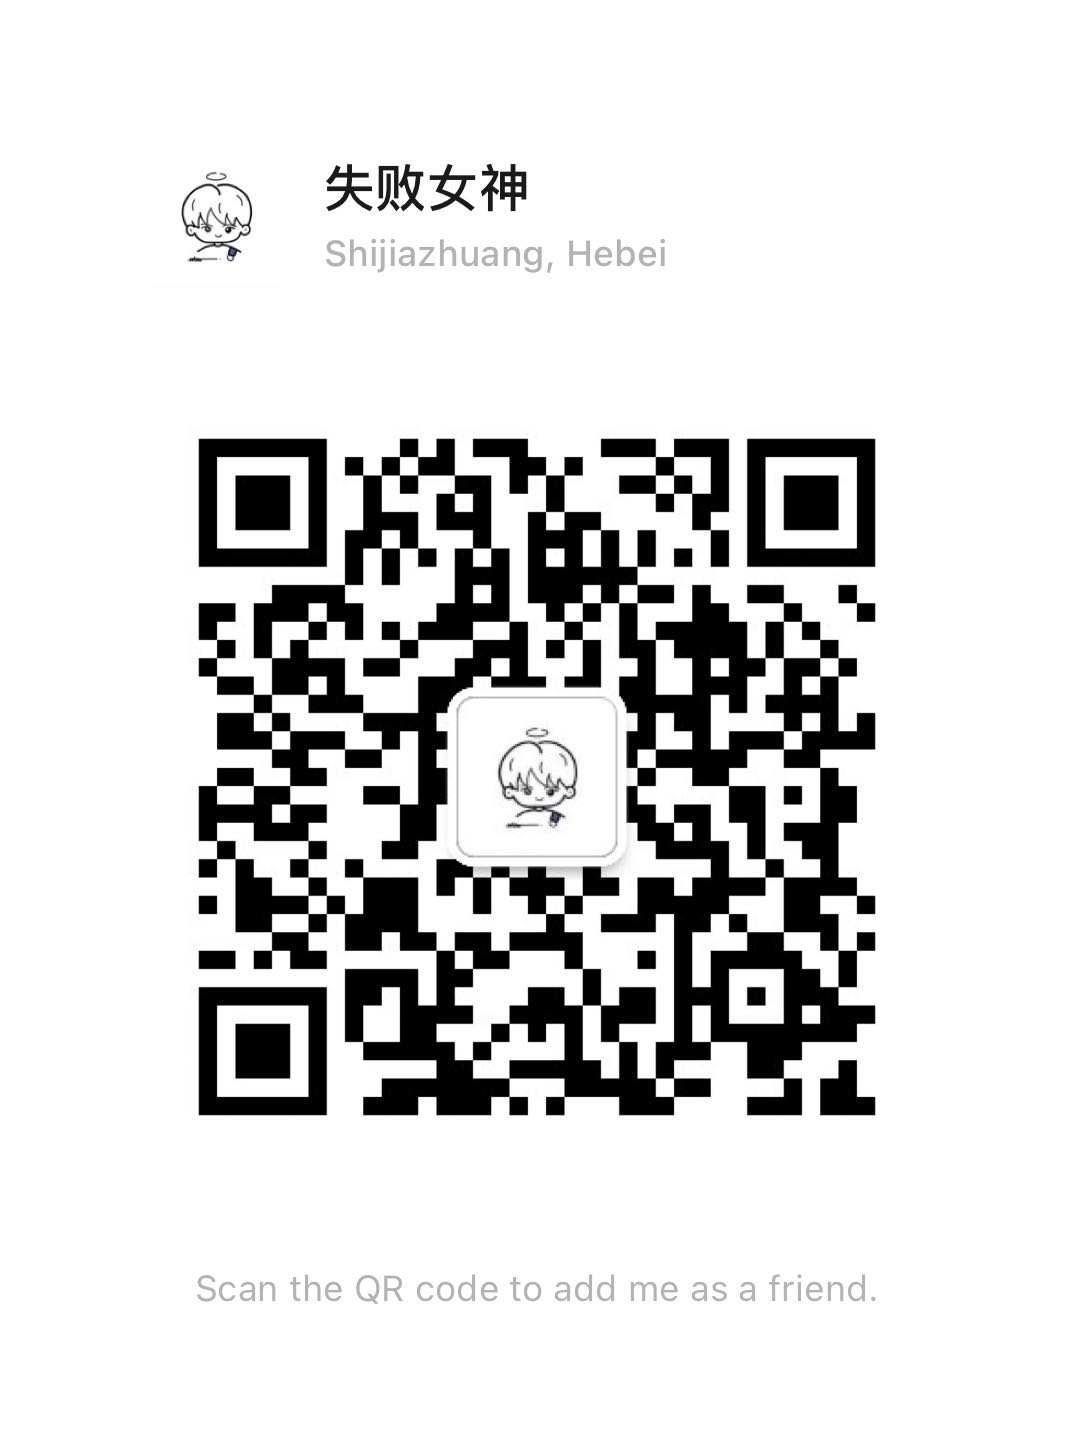 失败女神
Shijiazhuang, Hebei
Scan the QR code to add me as a friend.